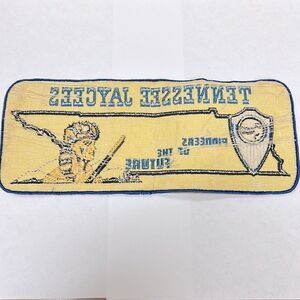 TENNESSEE JAYCEES
PIONEERS
OF THE
FUTURE